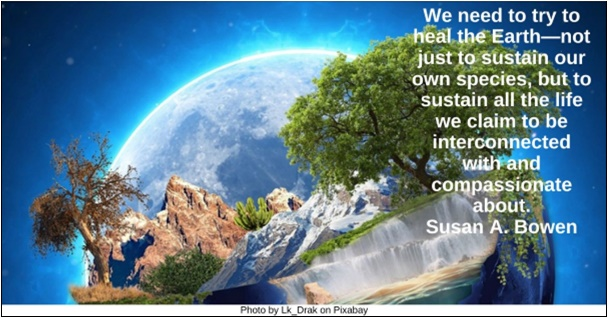 We need to try to
heal the Earth—not
just to sustain our
own species, but to
sustain all the life
we claim to be
interconnected
with and
compassionate
about.
Susan A. Bowen
Photo by Lk_Drak on Pixabay